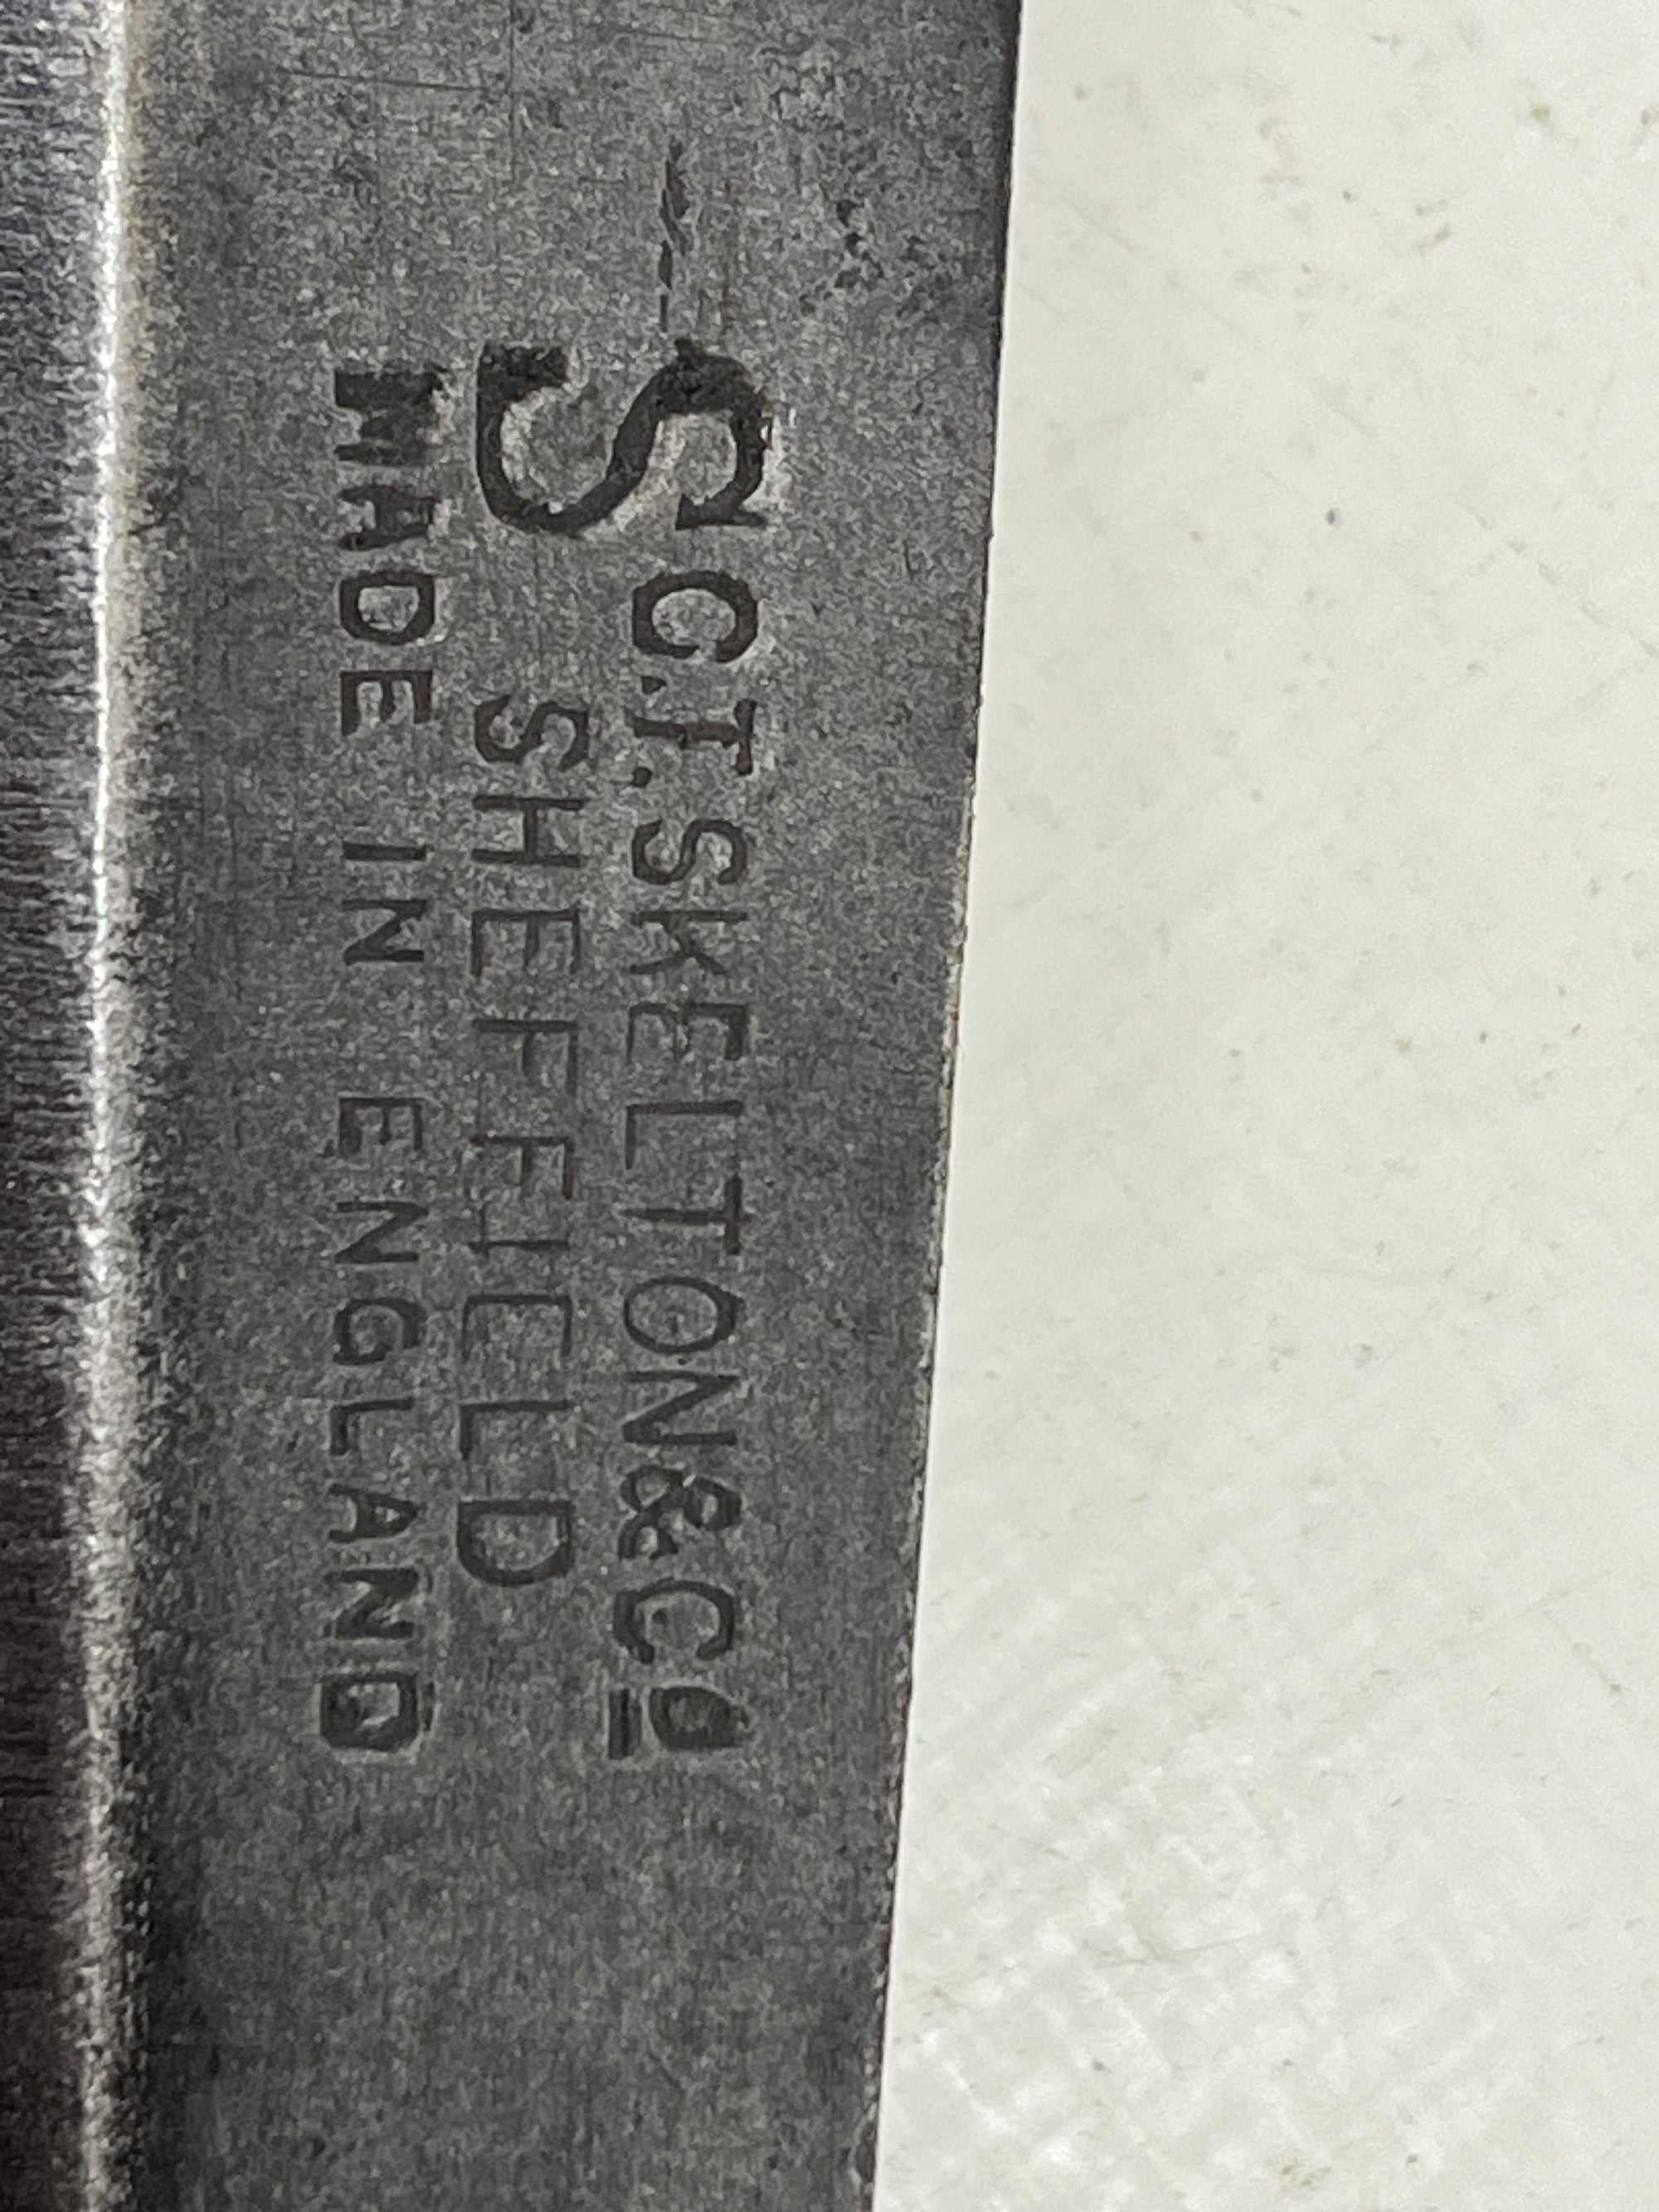 S C.T.SKELTON&Cº
SHEFFIELD
MADE IN ENGLAND